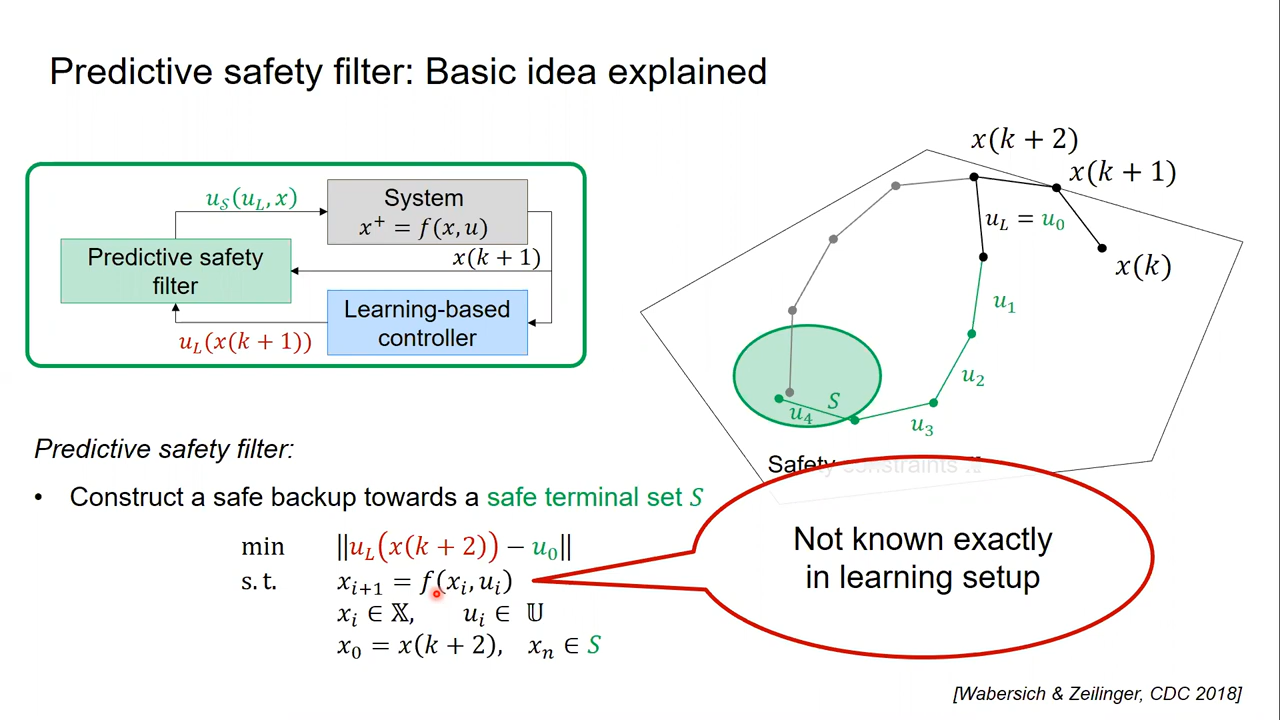 Predictive safety filter: Basic idea explained
u_S(u_L, x)
System
x⁺ = f(x, u)
Predictive safety
filter
x(k + 1)
Learning-based
controller
u_L(x(k + 1))
x(k + 2)
x(k + 1)
u_L = u_0
x(k)
u_1
u_2
u_3
u_4
S
Safety constraints 𝕏
Predictive safety filter:
• Construct a safe backup towards a safe terminal set S
min ‖u_L(x(k + 2)) − u_0‖
s. t. x_{i+1} = f(x_i, u_i)
x_i ∈ 𝕏, u_i ∈ 𝕌
x_0 = x(k + 2), x_n ∈ S
Not known exactly
in learning setup
[Wabersich & Zeilinger, CDC 2018]